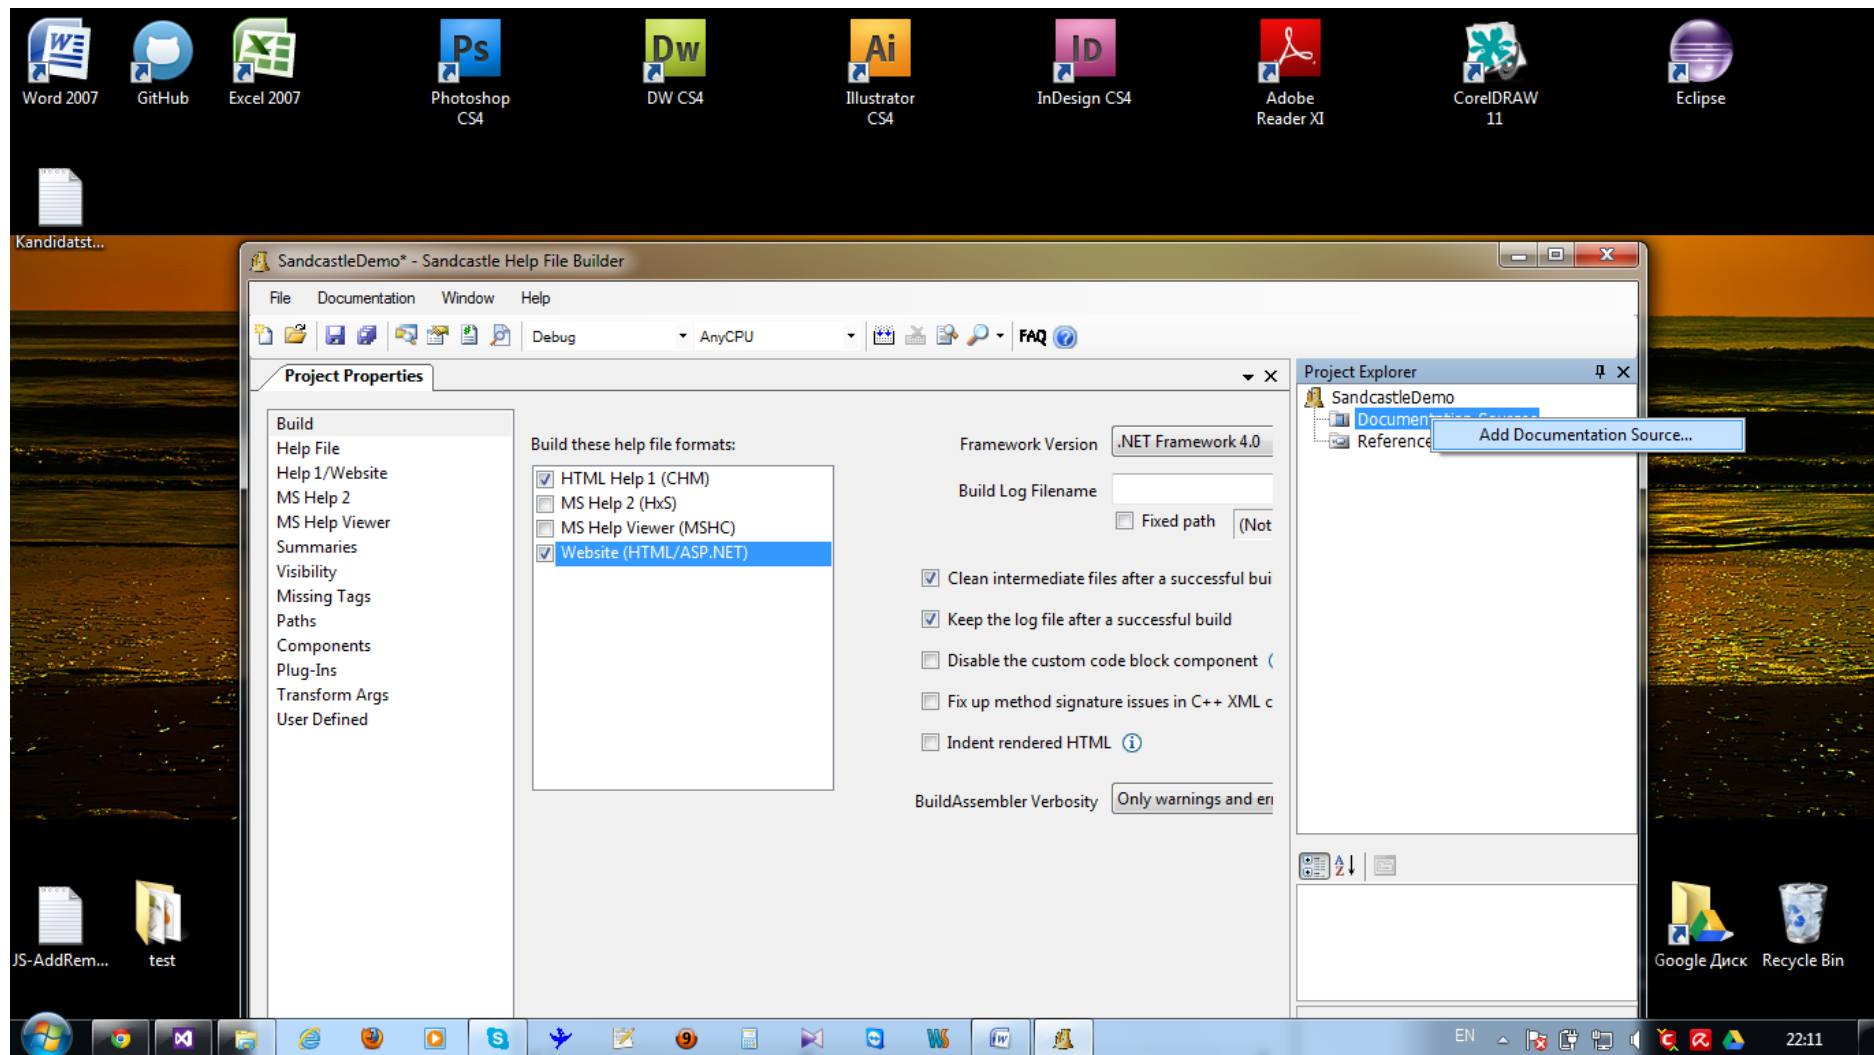 W
X
Ps
Dw
Ai
ID
Word 2007
GitHub
Excel 2007
Photoshop
CS4
DW CS4
Illustrator
CS4
InDesign CS4
Adobe
Reader XI
CorelDRAW
11
Eclipse
Kandidatst...
SandcastleDemo* - Sandcastle Help File Builder
File Documentation Window Help
Debug AnyCPU FAQ ?
Project Properties
Build
Help File
Help 1/Website
MS Help 2
MS Help Viewer
Summaries
Visibility
Missing Tags
Paths
Components
Plug-Ins
Transform Args
User Defined
Build these help file formats:
HTML Help 1 (CHM)
MS Help 2 (HxS)
MS Help Viewer (MSHC)
Website (HTML/ASP.NET)
Framework Version .NET Framework 4.0
Build Log Filename
Fixed path (Not
Clean intermediate files after a successful bui
Keep the log file after a successful build
Disable the custom code block component
Fix up method signature issues in C++ XML c
Indent rendered HTML
BuildAssembler Verbosity Only warnings and err
Project Explorer
SandcastleDemo
Documentation Sources
Reference
Add Documentation Source...
JS-AddRem...
test
Google Диск
Recycle Bin
EN
22:11